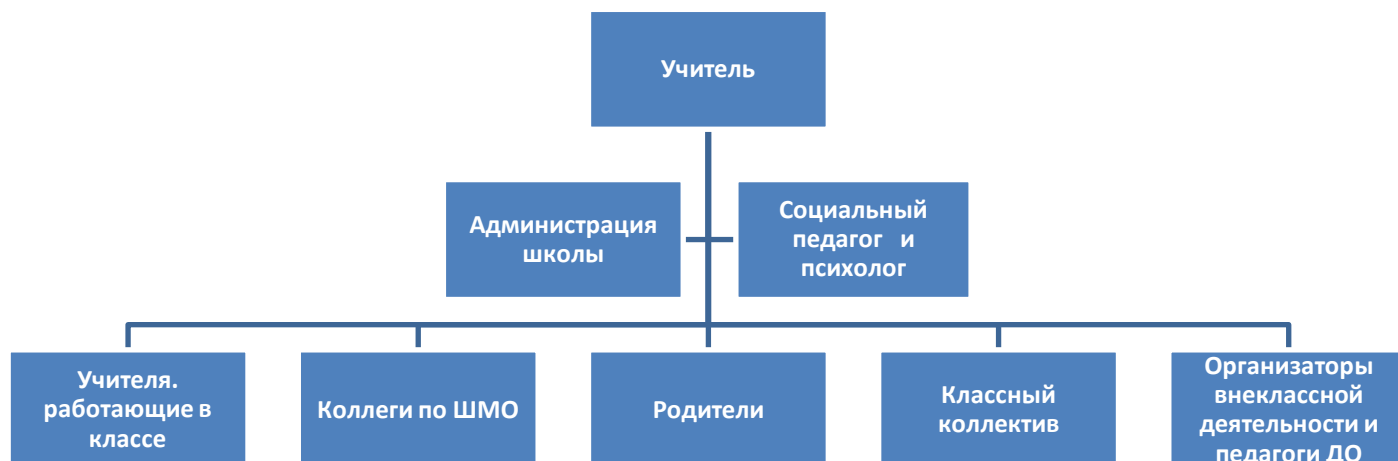 Учитель
Администрация
школы
Социальный
педагог и
психолог
Учителя.
работающие в
классе
Коллеги по ШМО
Родители
Классный
коллектив
Организаторы
внеклассной
деятельности и
педагоги ДО